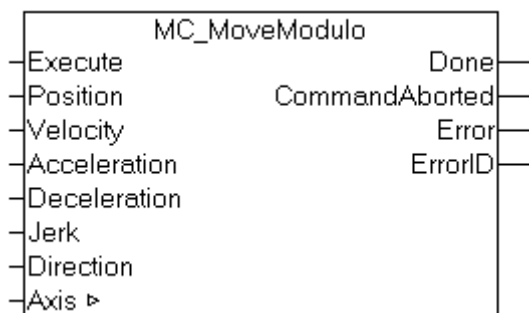 MC_MoveModulo
Execute Done
Position CommandAborted
Velocity Error
Acceleration ErrorID
Deceleration
Jerk
Direction
Axis ▹